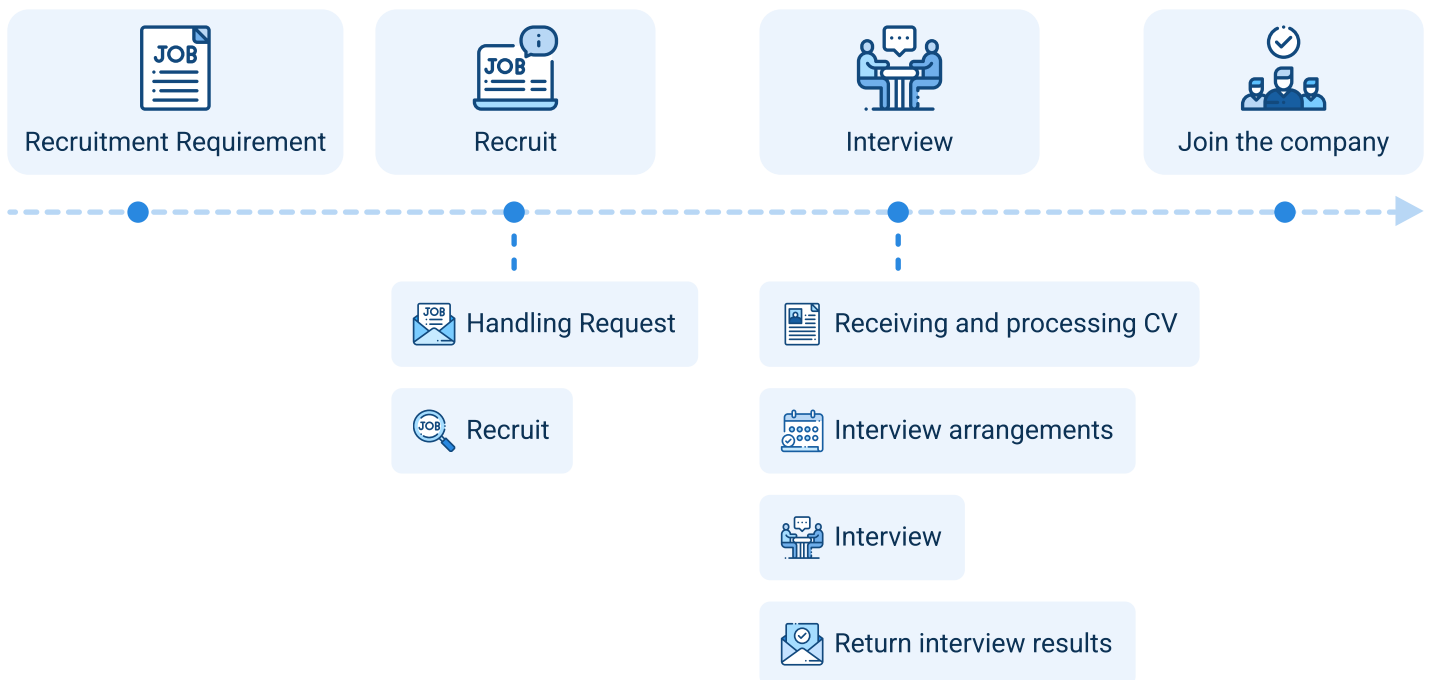 JOB
Recruitment Requirement
JOB
i
Recruit
Interview
Join the company
JOB
Handling Request
JOB
Recruit
Receiving and processing CV
Interview arrangements
Interview
Return interview results